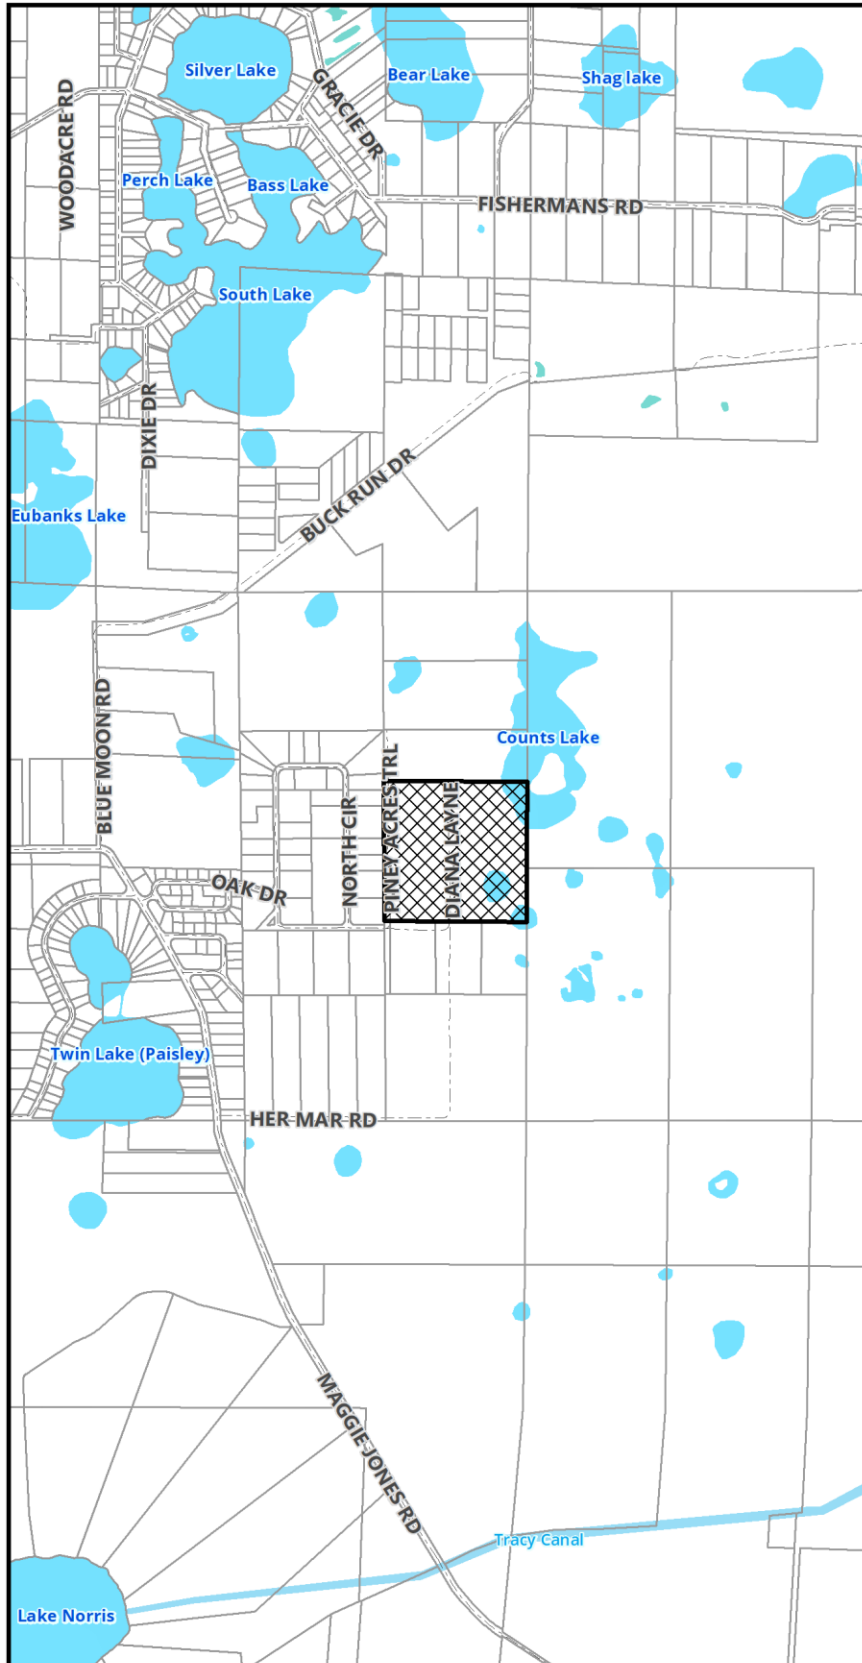 Silver Lake
Bear Lake
Shag lake
WOODACRE RD
GRACIE DR
Perch Lake
Bass Lake
FISHERMANS RD
South Lake
DIXIE DR
BUCK RUN DR
Eubanks Lake
BLUE MOON RD
Counts Lake
PINEY ACRES TRL
DIANA LAYNE
NORTH CIR
OAK DR
Twin Lake (Paisley)
HER MAR RD
MAGGIE JONES RD
Tracy Canal
Lake Norris